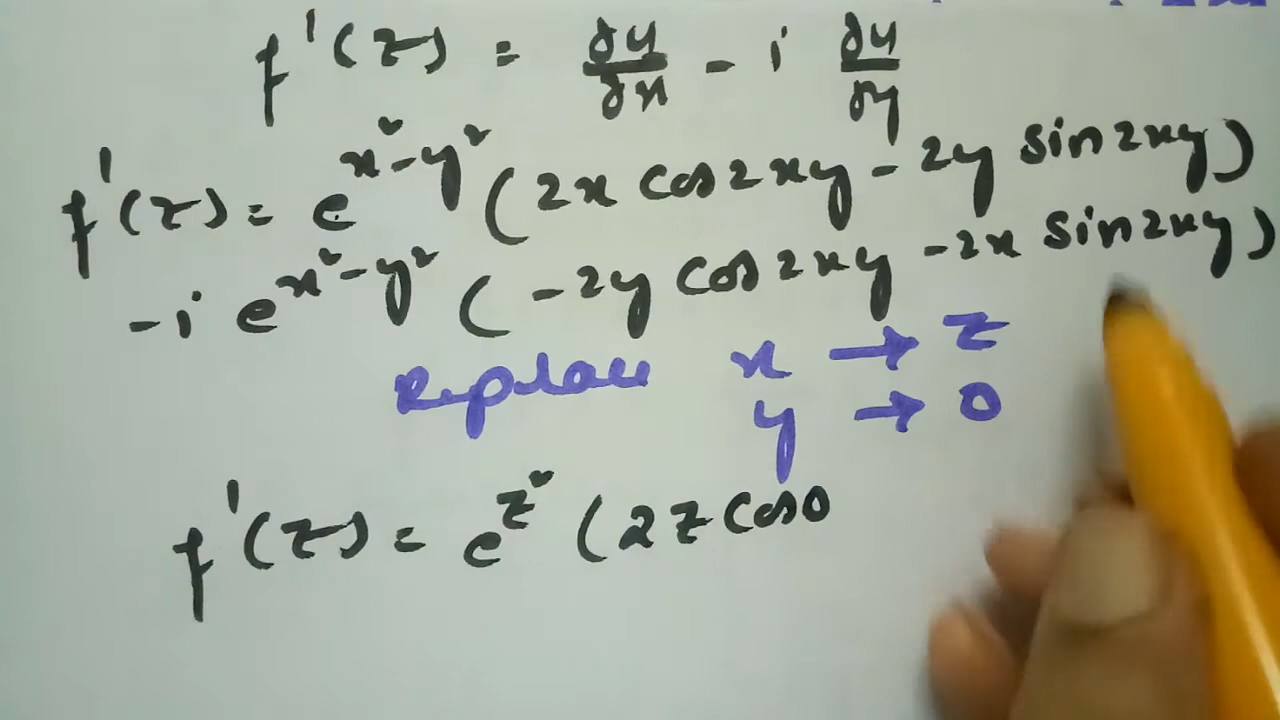 f'(z) = ∂u/∂x - i ∂u/∂y
f'(z) = e^{x²-y²} (2x cos2xy - 2y sin2xy)
-i e^{x²-y²} (-2y cos2xy - 2x sin2xy)
Replace x → z
y → 0
f'(z) = e^{z²} (2z cos0